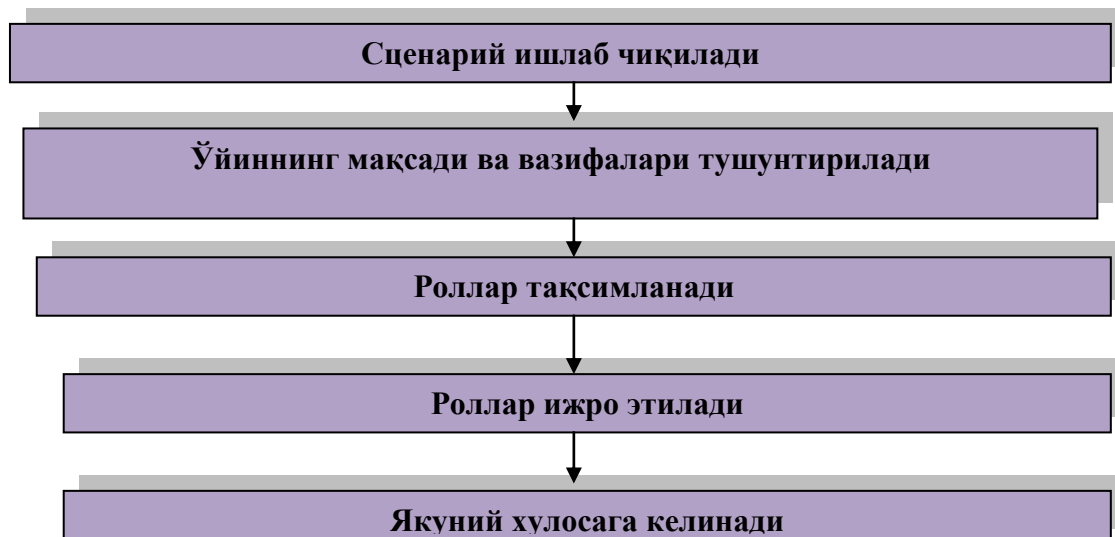 Сценарий ишлаб чиқилади
Ўйиннинг мақсади ва вазифалари тушунтирилади
Роллар тақсимланади
Роллар ижро этилади
Якуний хулосага келинади